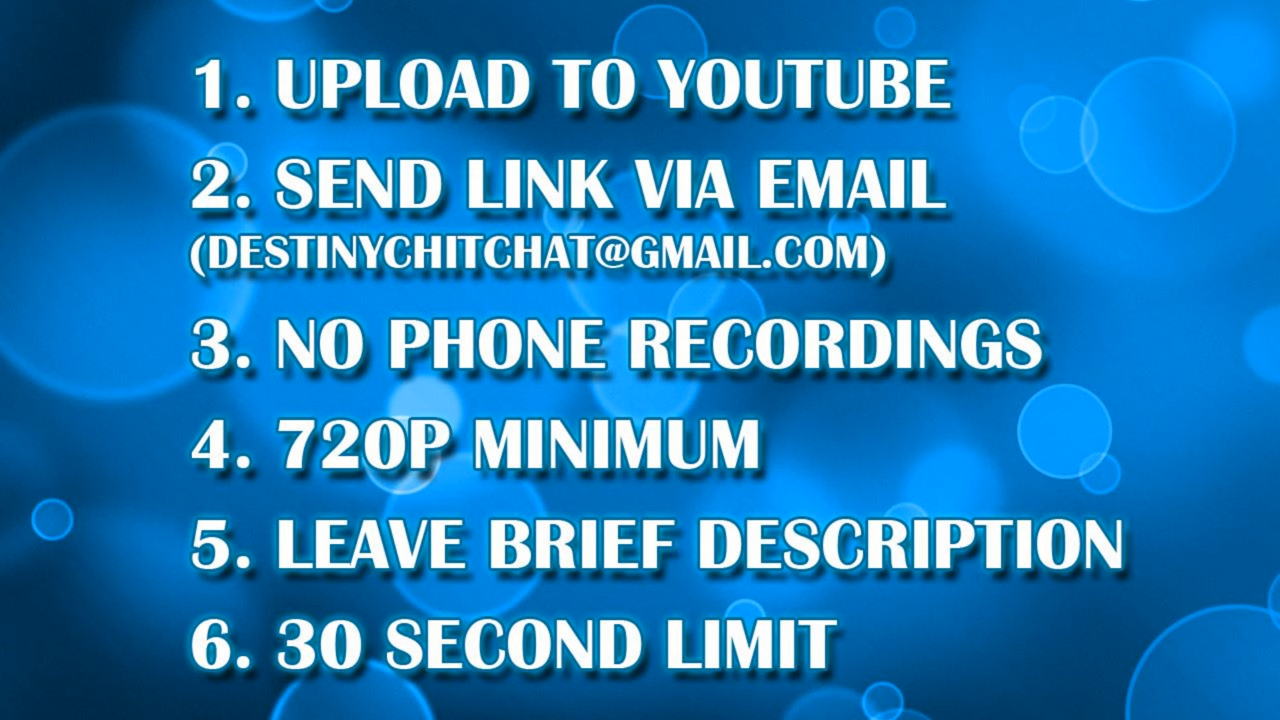 1. UPLOAD TO YOUTUBE
2. SEND LINK VIA EMAIL
(DESTINYCHITCHAT@GMAIL.COM)
3. NO PHONE RECORDINGS
4. 720P MINIMUM
5. LEAVE BRIEF DESCRIPTION
6. 30 SECOND LIMIT